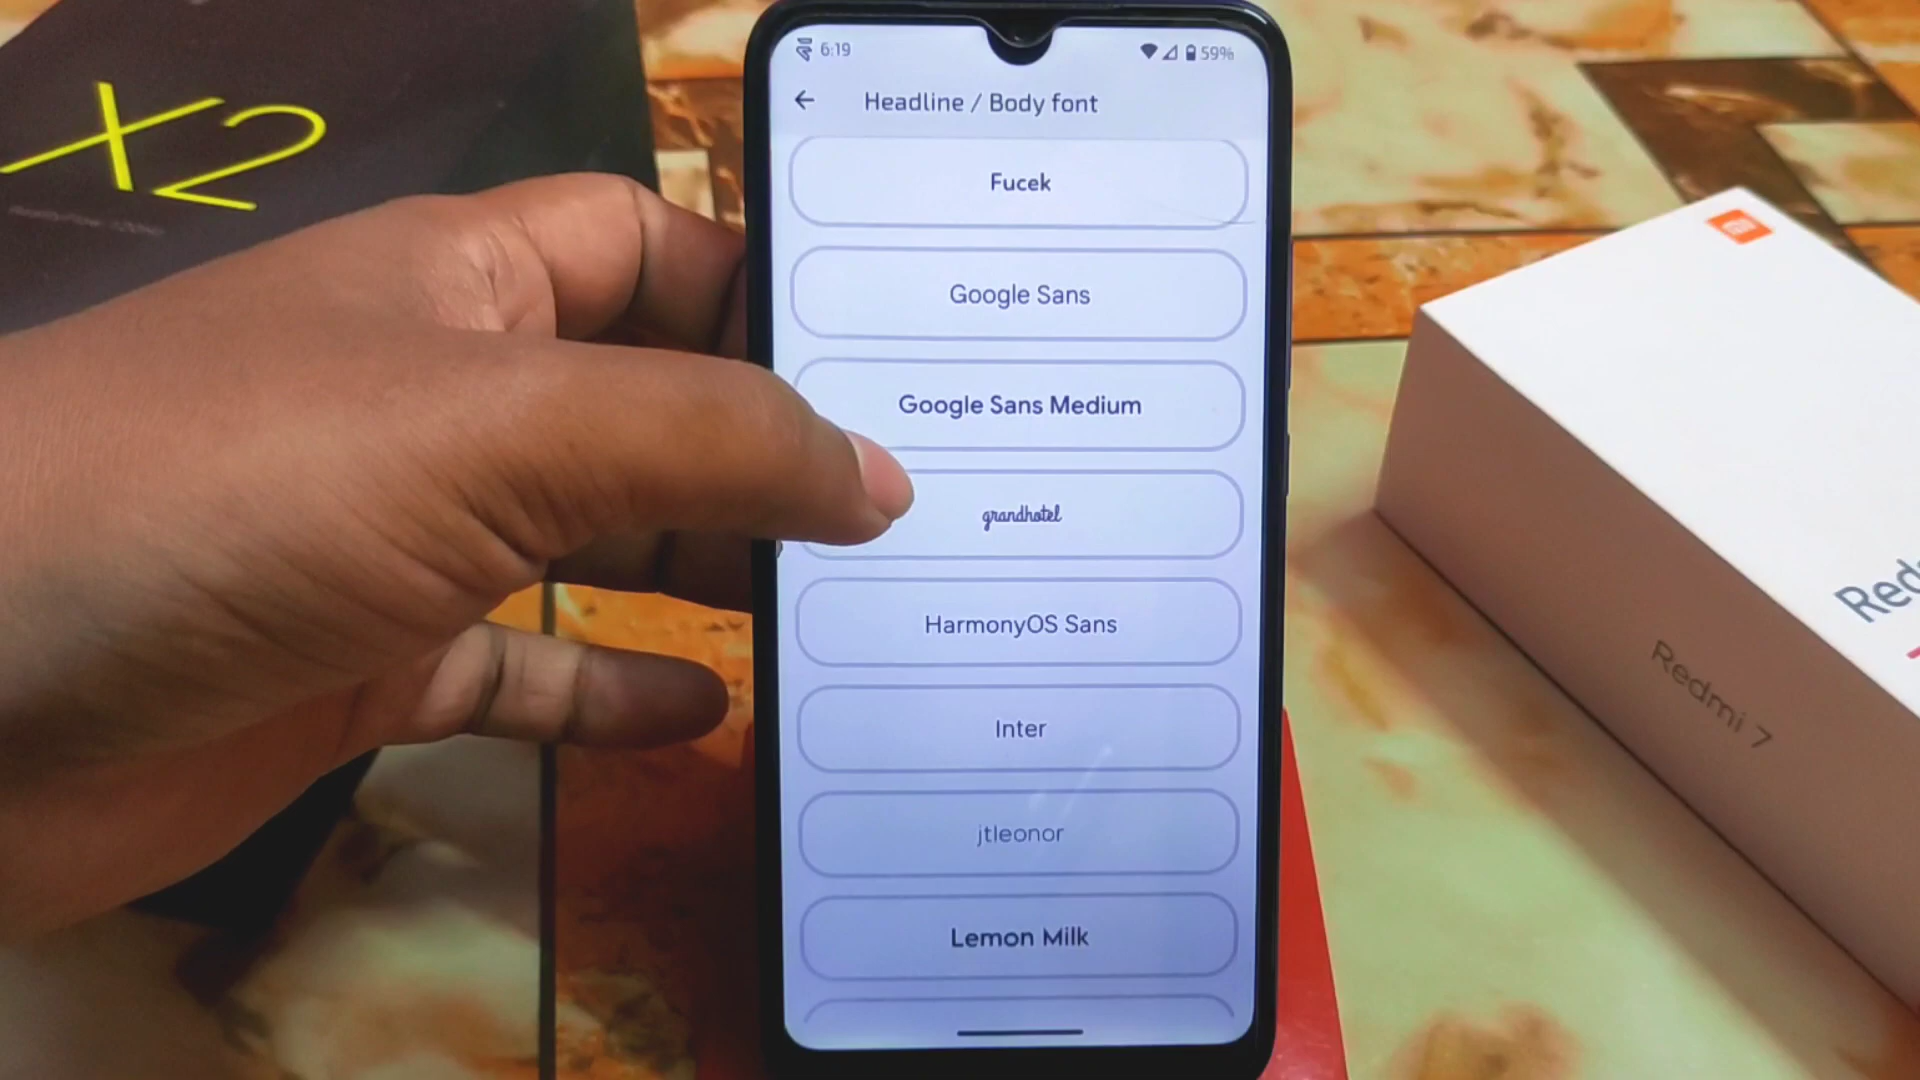 X2
6:19
59%
Headline / Body font
Fucek
Google Sans
Google Sans Medium
grandhotel
HarmonyOS Sans
Inter
jtleonor
Lemon Milk
mi
Redmi 7